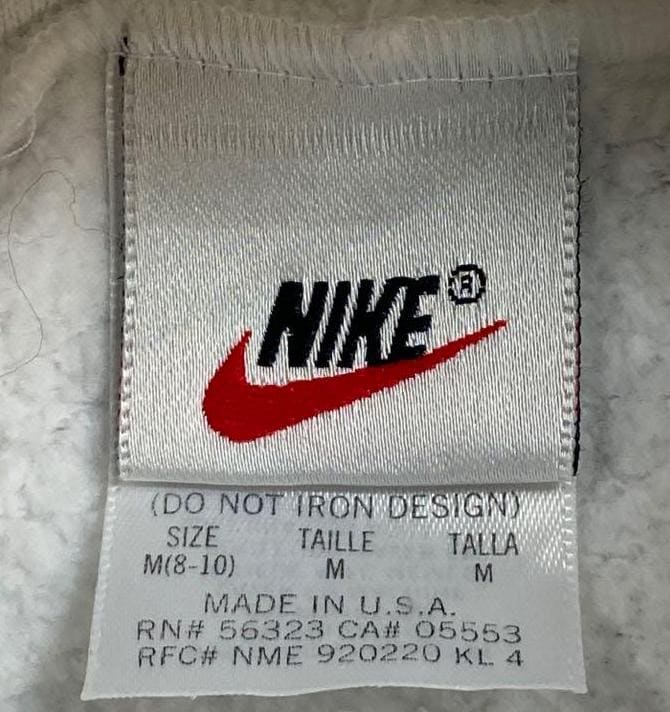 NIKE®
(DO NOT IRON DESIGN)
SIZE TAILLE TALLA
M(8-10) M M
MADE IN U.S.A.
RN# 56323 CA# 05553
RFC# NME 920220 KL 4